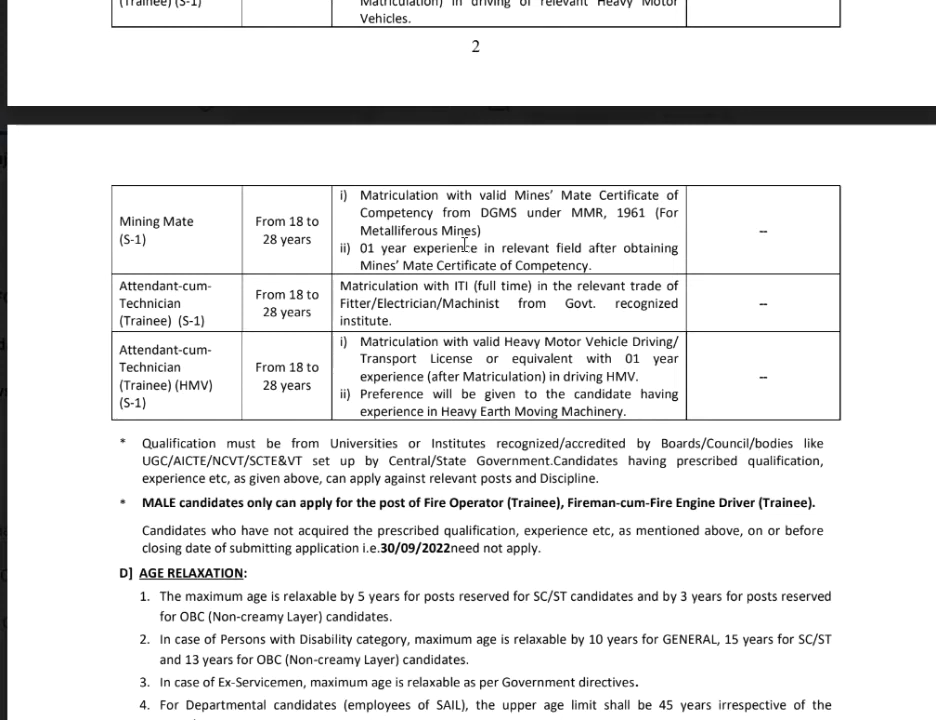 (Trainee) (S-1)
Matriculation) in driving of relevant Heavy Motor
Vehicles.
2
Mining Mate
(S-1)
From 18 to
28 years
i) Matriculation with valid Mines' Mate Certificate of
Competency from DGMS under MMR, 1961 (For
Metalliferous Mines)
ii) 01 year experience in relevant field after obtaining
Mines' Mate Certificate of Competency.
--
Attendant-cum-
Technician
(Trainee) (S-1)
From 18 to
28 years
Matriculation with ITI (full time) in the relevant trade of
Fitter/Electrician/Machinist from Govt. recognized
institute.
--
Attendant-cum-
Technician
(Trainee) (HMV)
(S-1)
From 18 to
28 years
i) Matriculation with valid Heavy Motor Vehicle Driving/
Transport License or equivalent with 01 year
experience (after Matriculation) in driving HMV.
ii) Preference will be given to the candidate having
experience in Heavy Earth Moving Machinery.
--
* Qualification must be from Universities or Institutes recognized/accredited by Boards/Council/bodies like
UGC/AICTE/NCVT/SCTE&VT set up by Central/State Government.Candidates having prescribed qualification,
experience etc, as given above, can apply against relevant posts and Discipline.
* MALE candidates only can apply for the post of Fire Operator (Trainee), Fireman-cum-Fire Engine Driver (Trainee).
Candidates who have not acquired the prescribed qualification, experience etc, as mentioned above, on or before
closing date of submitting application i.e.30/09/2022need not apply.
D] AGE RELAXATION:
1. The maximum age is relaxable by 5 years for posts reserved for SC/ST candidates and by 3 years for posts reserved
for OBC (Non-creamy Layer) candidates.
2. In case of Persons with Disability category, maximum age is relaxable by 10 years for GENERAL, 15 years for SC/ST
and 13 years for OBC (Non-creamy Layer) candidates.
3. In case of Ex-Servicemen, maximum age is relaxable as per Government directives.
4. For Departmental candidates (employees of SAIL), the upper age limit shall be 45 years irrespective of the